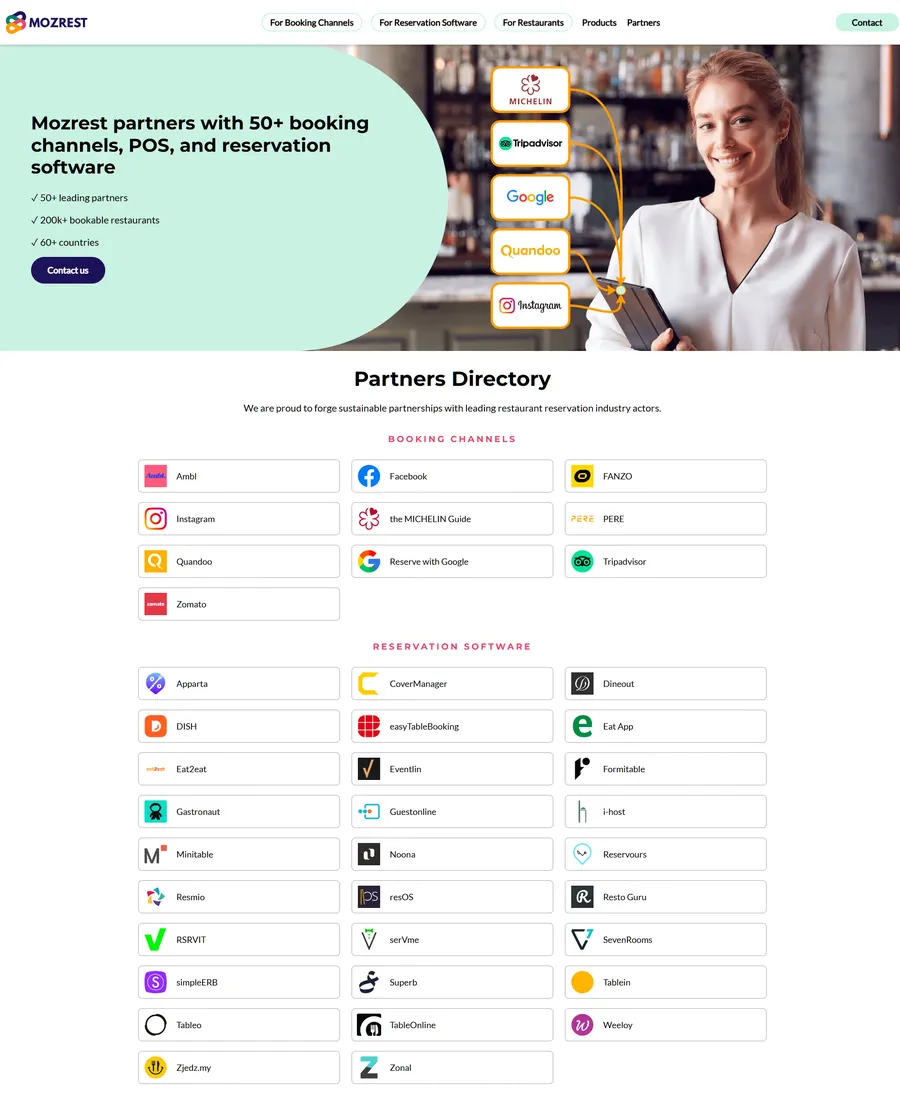 MOZREST
For Booking Channels
For Reservation Software
For Restaurants
Products
Partners
Contact
Mozrest partners with 50+ booking
channels, POS, and reservation
software
✓ 50+ leading partners
✓ 200k+ bookable restaurants
✓ 60+ countries
Contact us
MICHELIN
Tripadvisor
Google
Quandoo
Instagram
Partners Directory
We are proud to forge sustainable partnerships with leading restaurant reservation industry actors.
BOOKING CHANNELS
Ambl. Ambl
Facebook
FANZO
Instagram
the MICHELIN Guide
PERE PERE
Quandoo
Reserve with Google
Tripadvisor
zomato Zomato
RESERVATION SOFTWARE
Apparta
CoverManager
Dineout
DISH
easyTableBooking
Eat App
eat2eat Eat2eat
Eventlin
Formitable
Gastronaut
Guestonline
i-host
Minitable
Noona
Reservours
Resmio
resOS
Resto Guru
RSRVIT
serVme
SevenRooms
simpleERB
Superb
Tablein
Tableo
TableOnline
Weeloy
Zjedz.my
Zonal